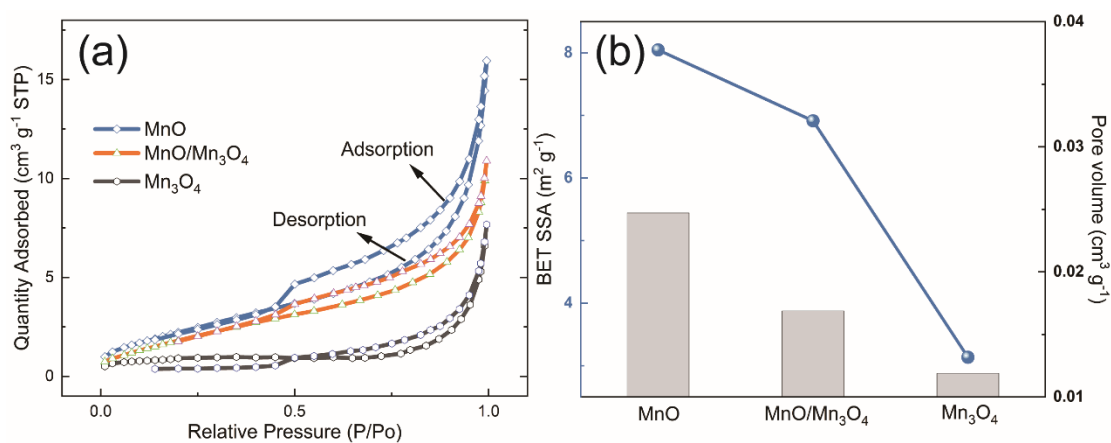 (a)
Quantity Adsorbed (cm³ g⁻¹ STP)
15
10
5
0
MnO
MnO/Mn₃O₄
Mn₃O₄
Adsorption
Desorption
0.0 0.5 1.0
Relative Pressure (P/Po)
(b)
BET SSA (m² g⁻¹)
8
6
4
0.04
0.03
0.02
0.01
Pore volume (cm³ g⁻¹)
MnO MnO/Mn₃O₄ Mn₃O₄